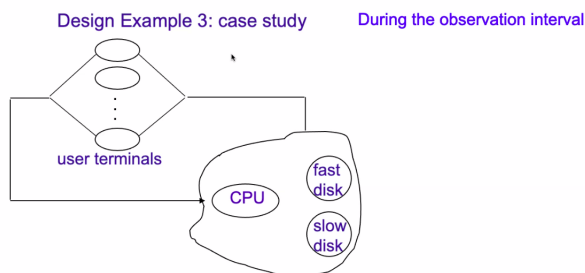 Design Example 3: case study
During the observation interval
user terminals
CPU
fast
disk
slow
disk